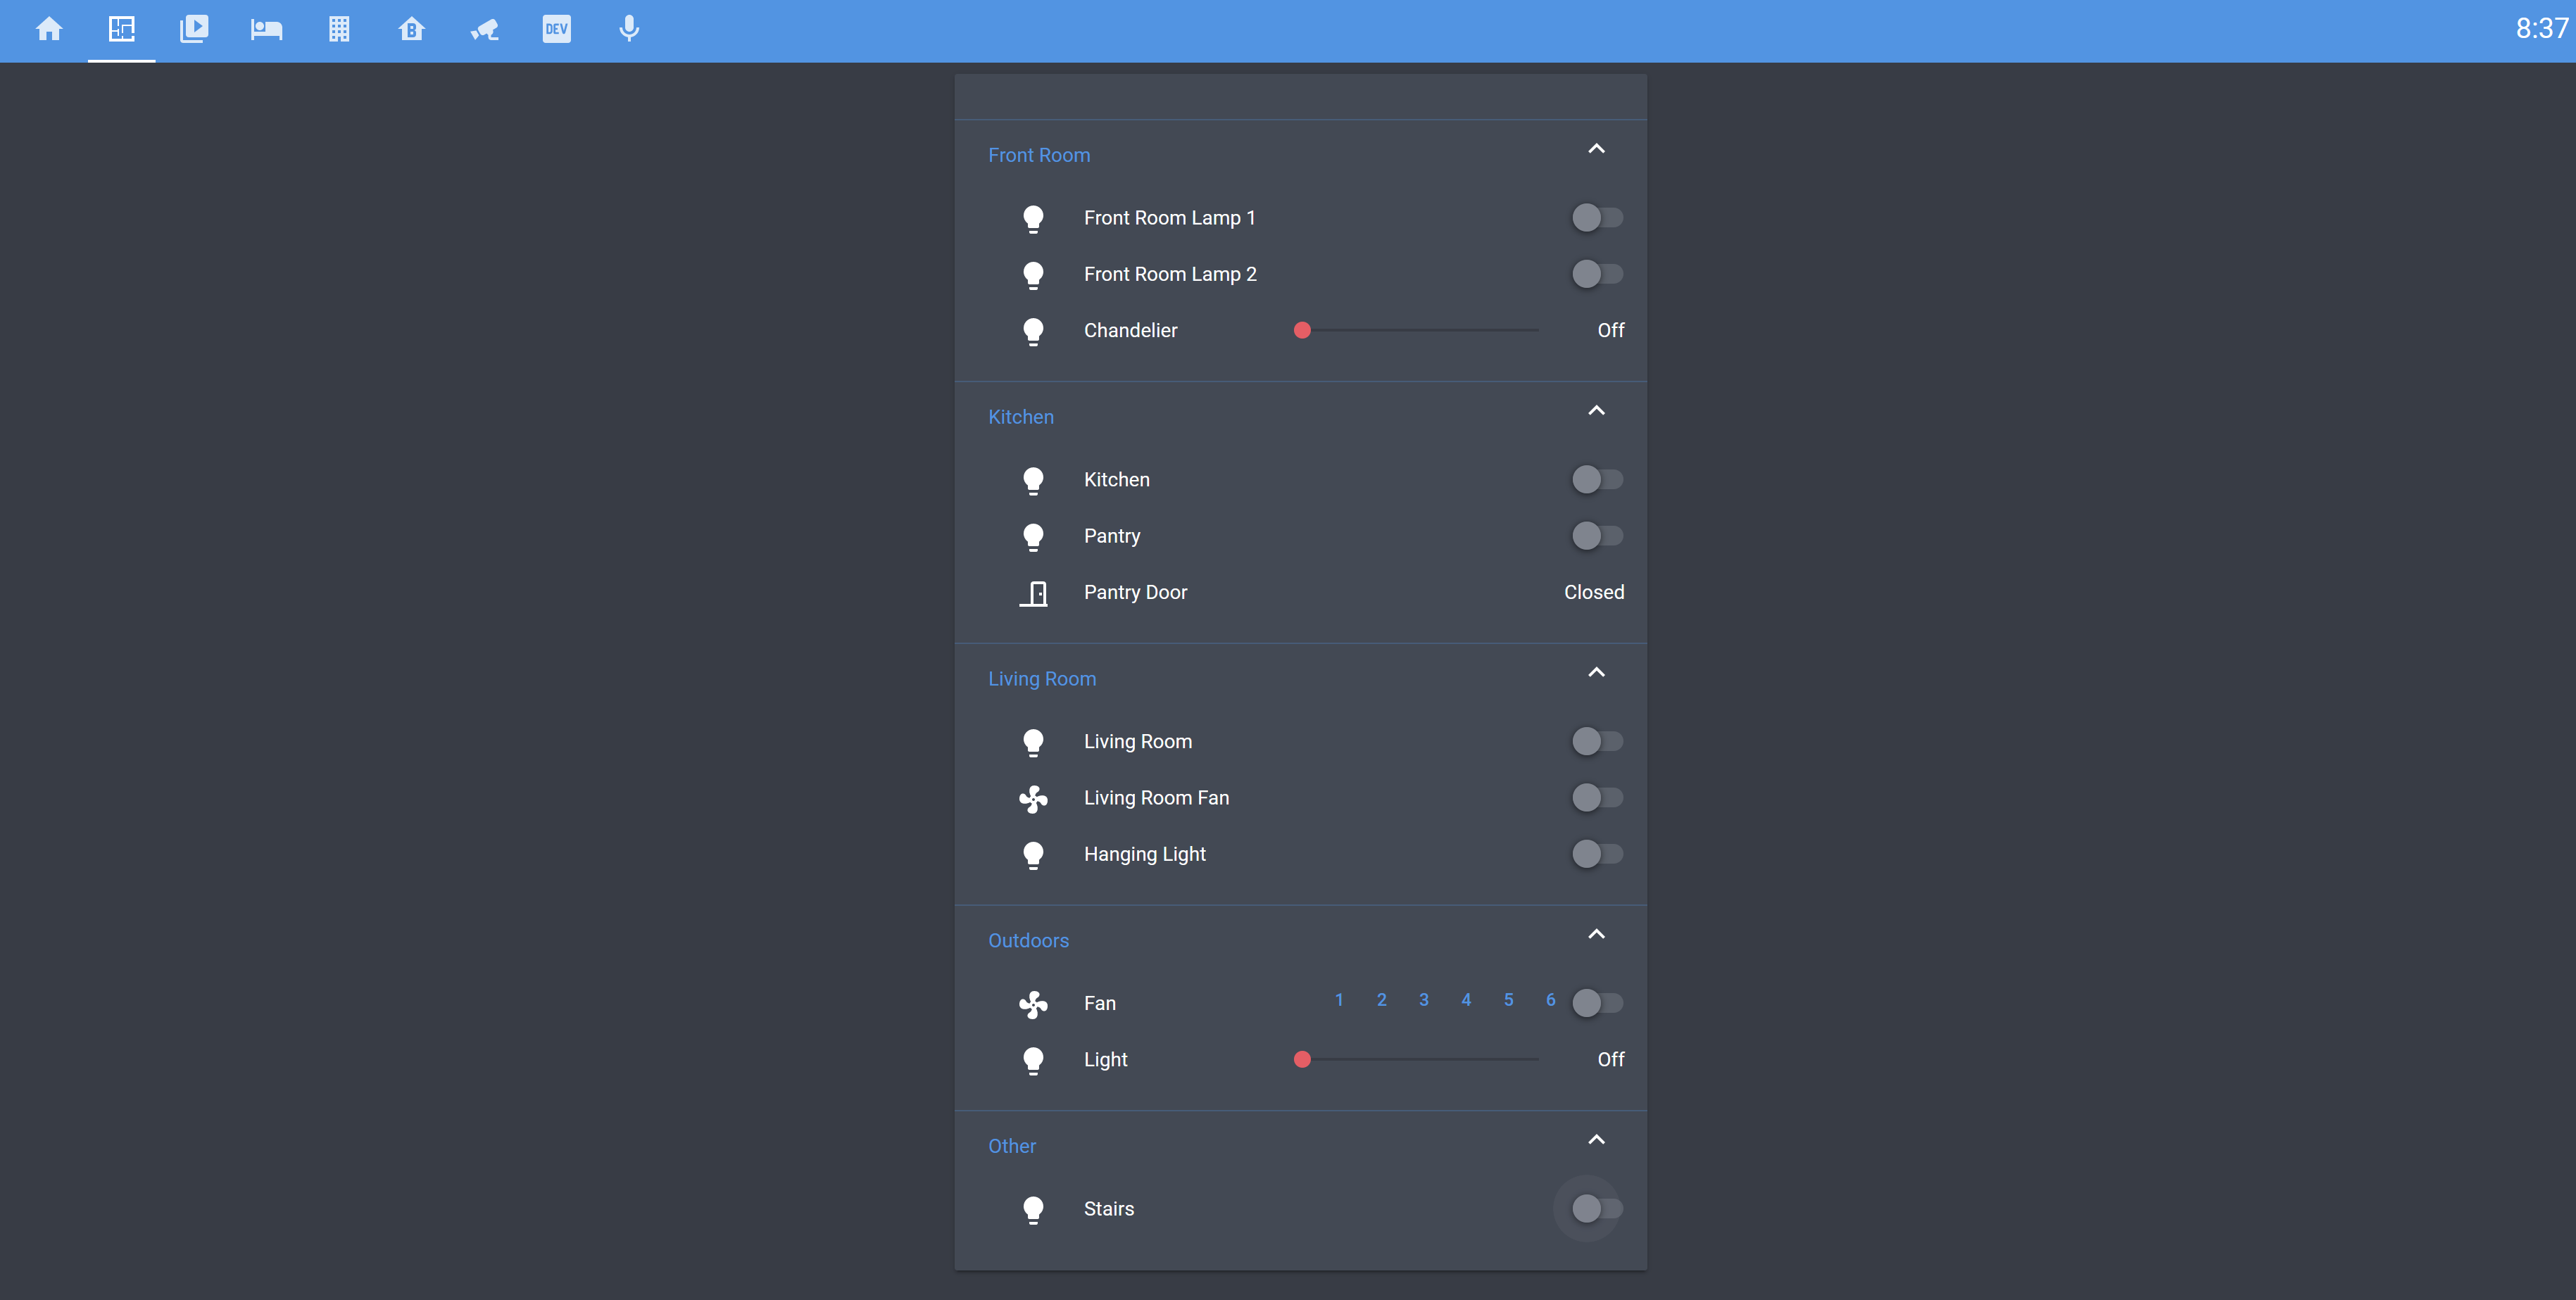 B DEV 8:37
Front Room
Front Room Lamp 1
Front Room Lamp 2
Chandelier Off
Kitchen
Kitchen
Pantry
Pantry Door Closed
Living Room
Living Room
Living Room Fan
Hanging Light
Outdoors
Fan 1 2 3 4 5 6
Light Off
Other
Stairs